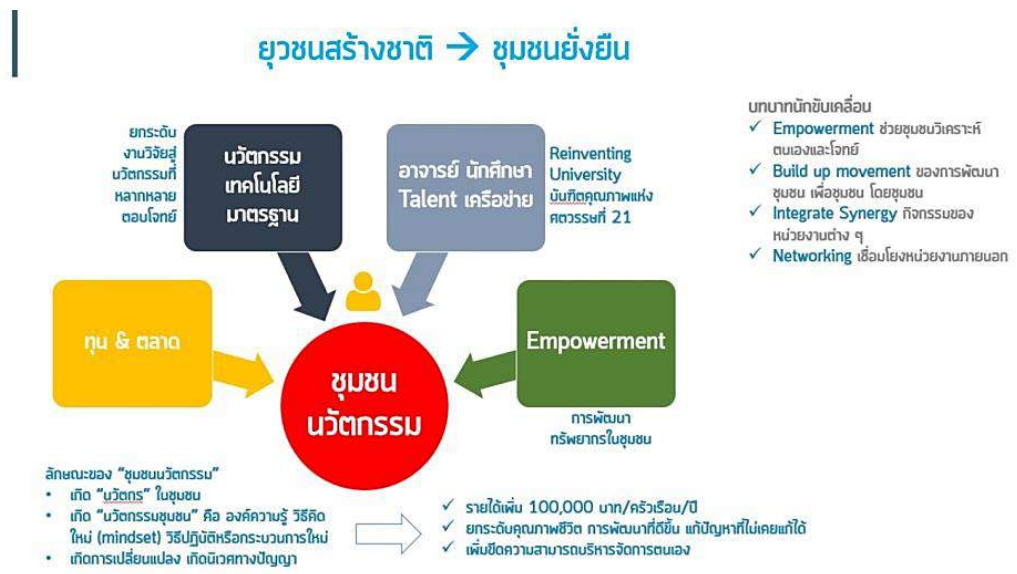 ยุวชนสร้างชาติ → ชุมชนยั่งยืน
ยกระดับ
งานวิจัยสู่
นวัตกรรมที่
หลากหลาย
ตอบโจทย์
นวัตกรรม
เทคโนโลยี
มาตรฐาน
อาจารย์ นักศึกษา
Talent เครือข่าย
Reinventing
University
บัณฑิตคุณภาพแห่ง
ศตวรรษที่ 21
บทบาทนักขับเคลื่อน
✓ Empowerment ช่วยชุมชนวิเคราะห์
ตนเองและโจทย์
✓ Build up movement ของการพัฒนา
ชุมชน เพื่อชุมชน โดยชุมชน
✓ Integrate Synergy กิจกรรมของ
หน่วยงานต่าง ๆ
✓ Networking เชื่อมโยงหน่วยงานภายนอก
ทุน & ตลาด
Empowerment
ชุมชน
นวัตกรรม
การพัฒนา
ทรัพยากรในชุมชน
ลักษณะของ "ชุมชนนวัตกรรม"
• เกิด "นวัตกร" ในชุมชน
• เกิด "นวัตกรรมชุมชน" คือ องค์ความรู้ วิธีคิด
ใหม่ (mindset) วิธีปฏิบัติหรือกระบวนการใหม่
• เกิดการเปลี่ยนแปลง เกิดนิเวศทางปัญญา
✓ รายได้เพิ่ม 100,000 บาท/ครัวเรือน/ปี
✓ ยกระดับคุณภาพชีวิต การพัฒนาที่ดีขึ้น แก้ปัญหาที่ไม่เคยแก้ได้
✓ เพิ่มขีดความสามารถบริหารจัดการตนเอง